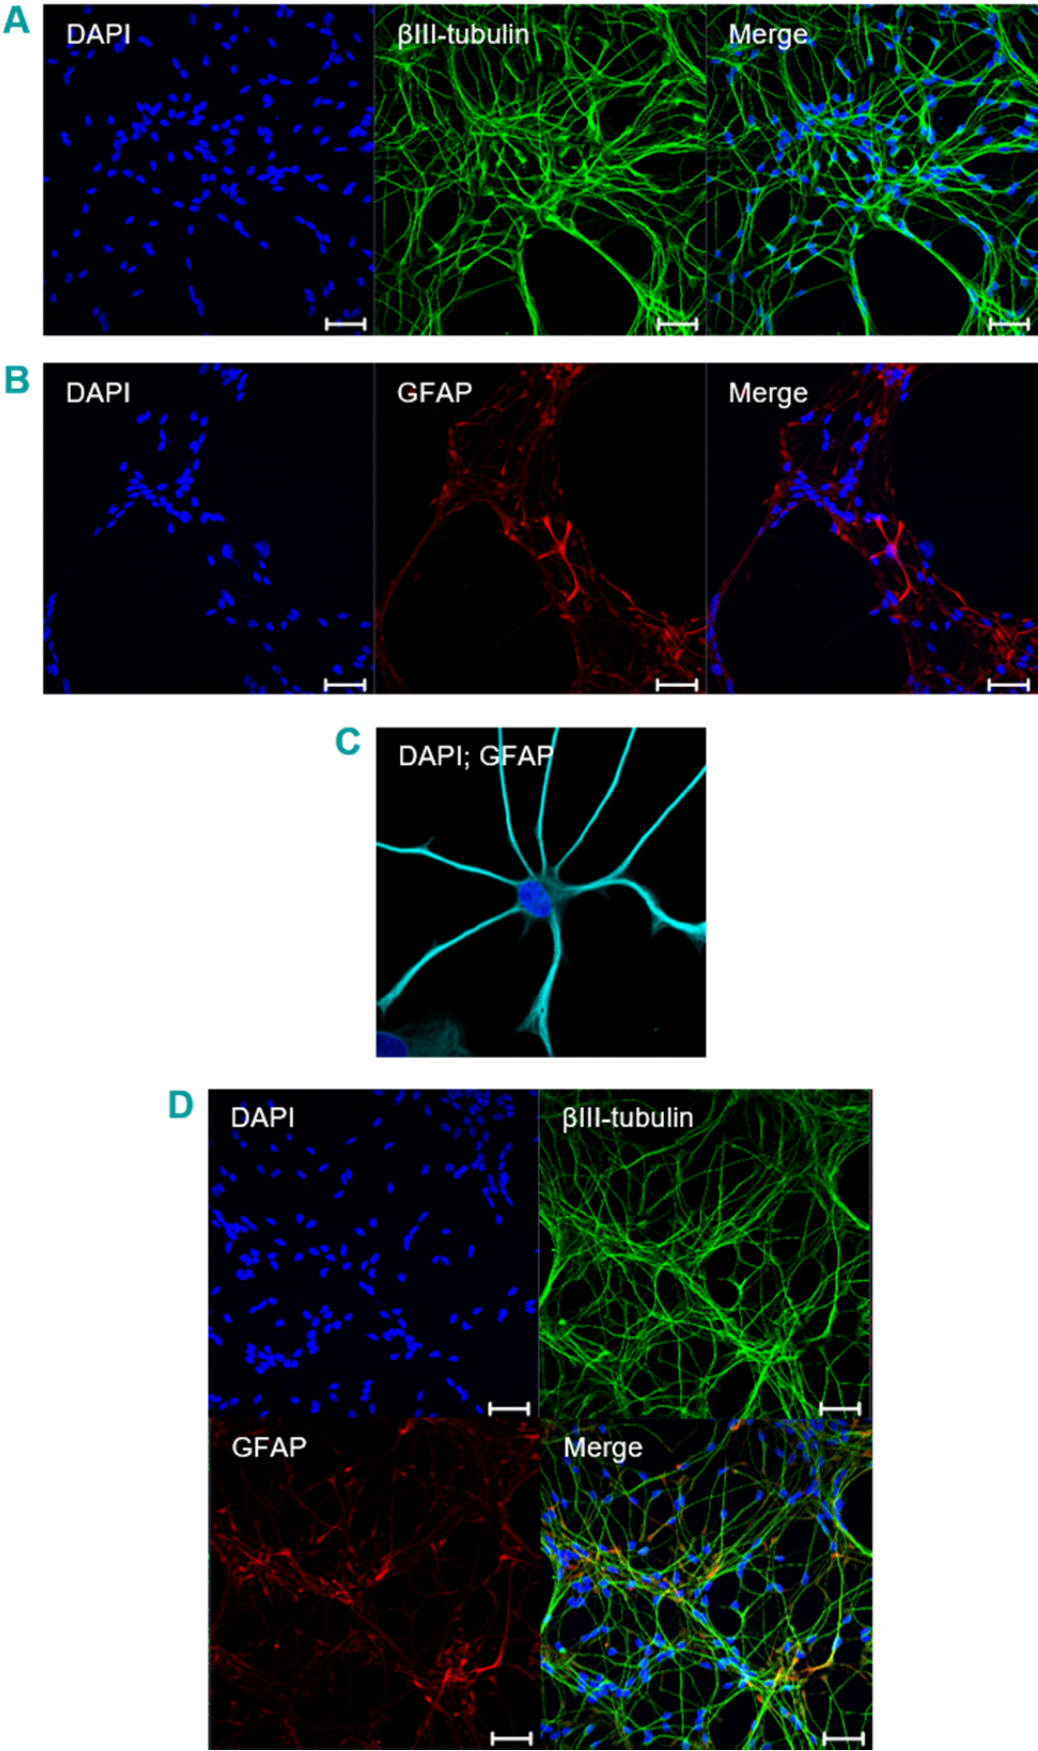 A
DAPI
βIII-tubulin
Merge
B
DAPI
GFAP
Merge
C
DAPI; GFAP
D
DAPI
βIII-tubulin
GFAP
Merge